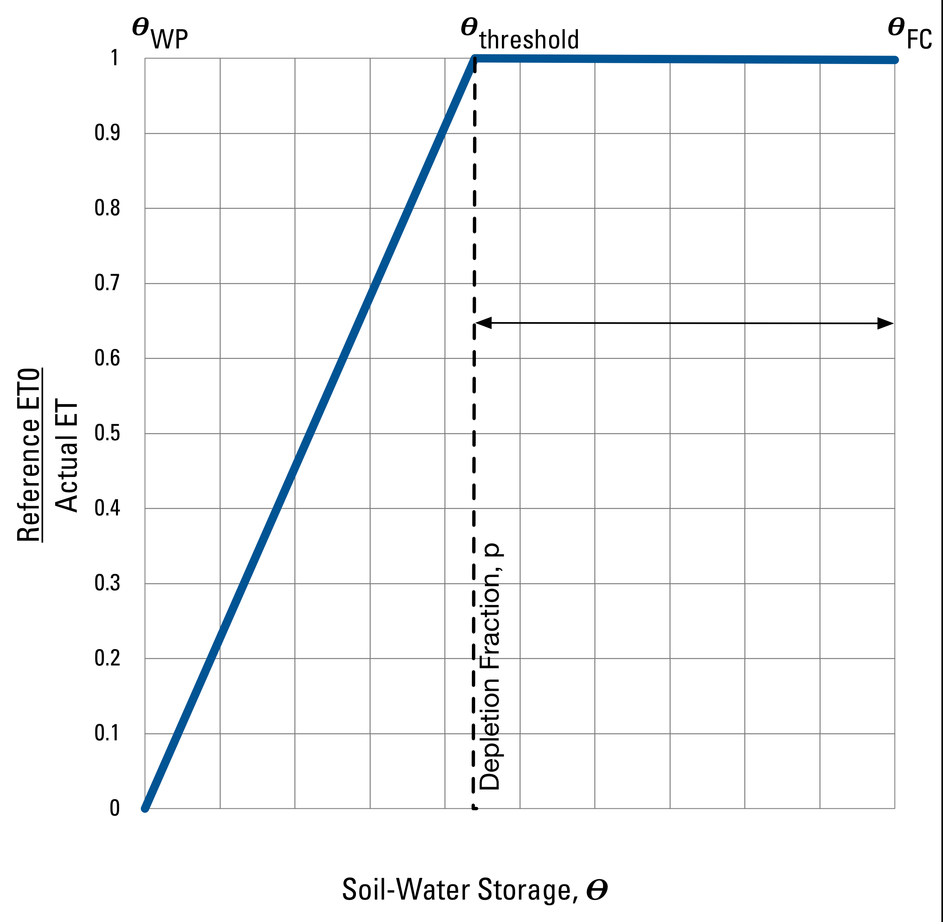 θWP
θthreshold
θFC
1
0.9
0.8
0.7
0.6
0.5
0.4
0.3
0.2
0.1
0
Reference ET0
Actual ET
Depletion Fraction, p
Soil-Water Storage, Θ